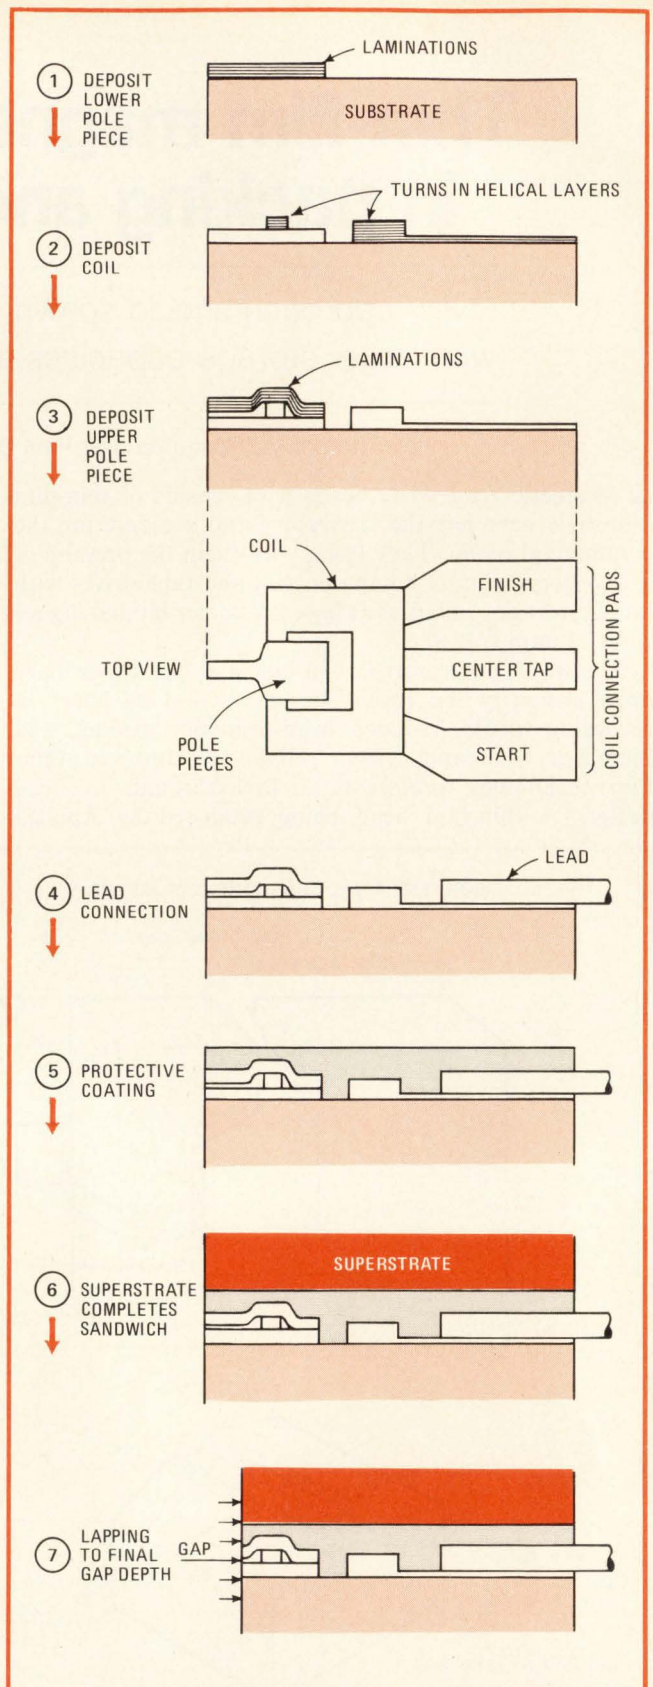 LAMINATIONS
1 DEPOSIT
LOWER
POLE
PIECE
SUBSTRATE
TURNS IN HELICAL LAYERS
2 DEPOSIT
COIL
LAMINATIONS
3 DEPOSIT
UPPER
POLE
PIECE
COIL
FINISH
TOP VIEW
CENTER TAP
COIL CONNECTION PADS
POLE
PIECES
START
LEAD
4 LEAD
CONNECTION
5 PROTECTIVE
COATING
SUPERSTRATE
6 SUPERSTRATE
COMPLETES
SANDWICH
7 LAPPING
TO FINAL
GAP DEPTH
GAP